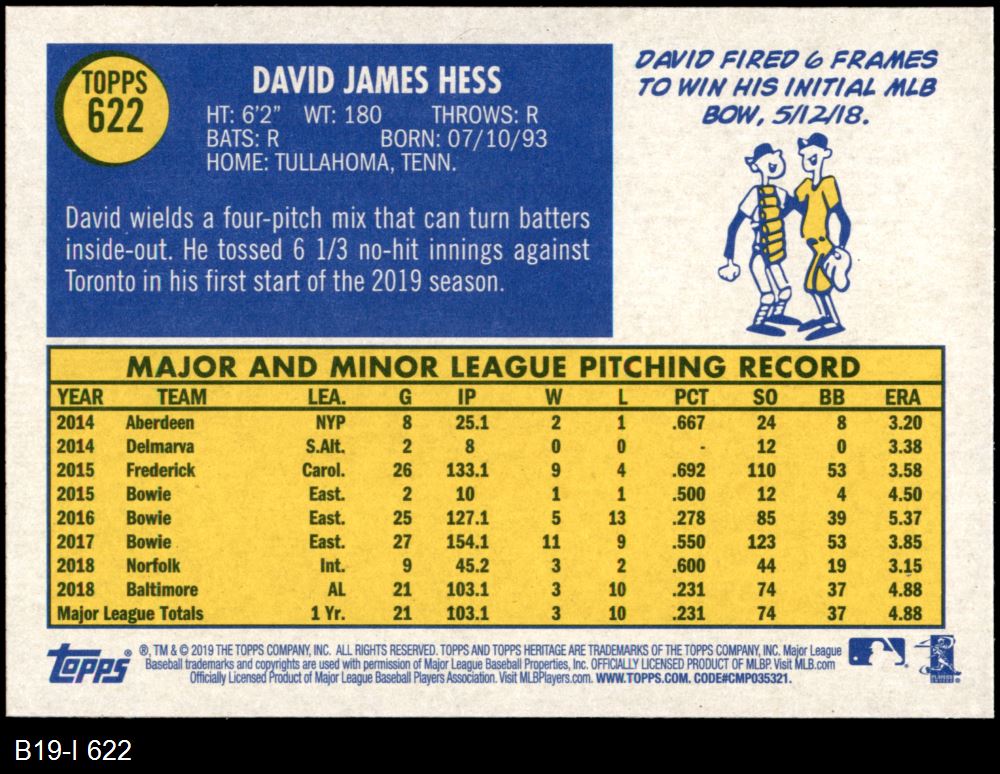 TOPPS
622
DAVID JAMES HESS
HT: 6'2" WT: 180 THROWS: R
BATS: R BORN: 07/10/93
HOME: TULLAHOMA, TENN.
David wields a four-pitch mix that can turn batters
inside-out. He tossed 6 1/3 no-hit innings against
Toronto in his first start of the 2019 season.
DAVID FIRED 6 FRAMES
TO WIN HIS INITIAL MLB
BOW, 5/12/18.
MAJOR AND MINOR LEAGUE PITCHING RECORD
YEAR TEAM LEA. G IP W L PCT SO BB ERA
2014 Aberdeen NYP 8 25.1 2 1 .667 24 8 3.20
2014 Delmarva S.Alt. 2 8 0 0 - 12 0 3.38
2015 Frederick Carol. 26 133.1 9 4 .692 110 53 3.58
2015 Bowie East. 2 10 1 1 .500 12 4 4.50
2016 Bowie East. 25 127.1 5 13 .278 85 39 5.37
2017 Bowie East. 27 154.1 11 9 .550 123 53 3.85
2018 Norfolk Int. 9 45.2 3 2 .600 44 19 3.15
2018 Baltimore AL 21 103.1 3 10 .231 74 37 4.88
Major League Totals 1 Yr. 21 103.1 3 10 .231 74 37 4.88
Topps®
®, TM & © 2019 THE TOPPS COMPANY, INC. ALL RIGHTS RESERVED. TOPPS AND TOPPS HERITAGE ARE TRADEMARKS OF THE TOPPS COMPANY, INC. Major League
Baseball trademarks and copyrights are used with permission of Major League Baseball Properties, Inc. OFFICIALLY LICENSED PRODUCT OF MLBP. Visit MLB.com
Officially Licensed Product of Major League Baseball Players Association. Visit MLBPlayers.com. WWW.TOPPS.COM. CODE#CMP035321.
B19-I 622